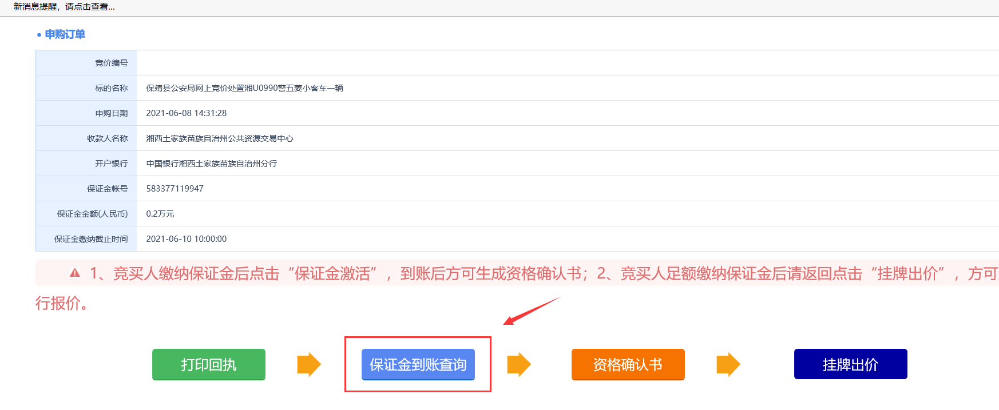 新消息提醒，请点击查看...
• 申购订单
竞价编号
标的名称 保靖县公安局网上竞价处置湘U0990警五菱小客车一辆
申购日期 2021-06-08 14:31:28
收款人名称 湘西土家族苗族自治州公共资源交易中心
开户银行 中国银行湘西土家族苗族自治州分行
保证金帐号 583377119947
保证金金额(人民币) 0.2万元
保证金缴纳截止时间 2021-06-10 10:00:00
1、竞买人缴纳保证金后点击“保证金激活”，到账后方可生成资格确认书；2、竞买人足额缴纳保证金后请返回点击“挂牌出价”，方可
行报价。
打印回执 保证金到账查询 资格确认书 挂牌出价